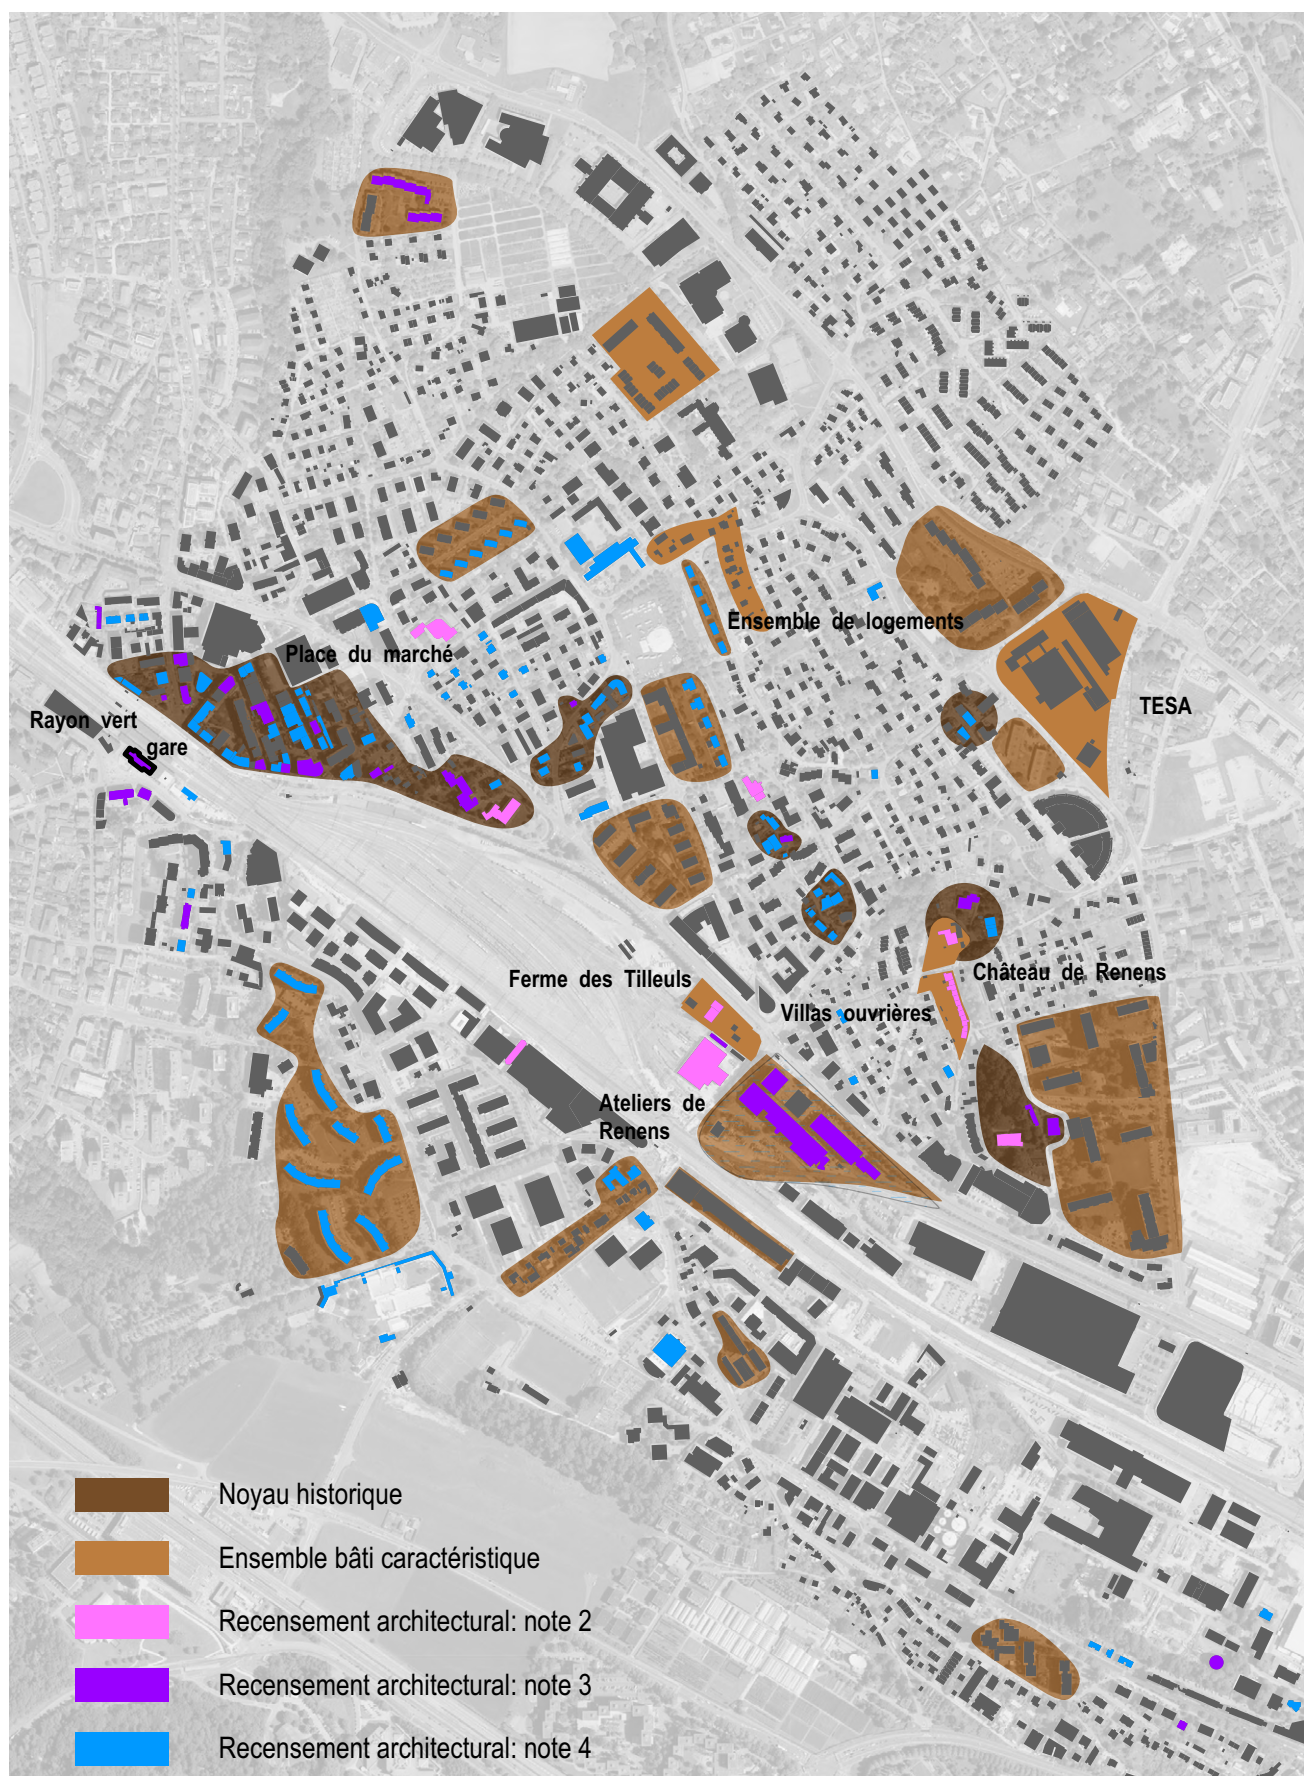 Ensemble de logements
Place du marché
TESA
Rayon vert
gare
Château de Renens
Ferme des Tilleuls
Villas ouvrières
Ateliers de
Renens
Noyau historique
Ensemble bâti caractéristique
Recensement architectural: note 2
Recensement architectural: note 3
Recensement architectural: note 4